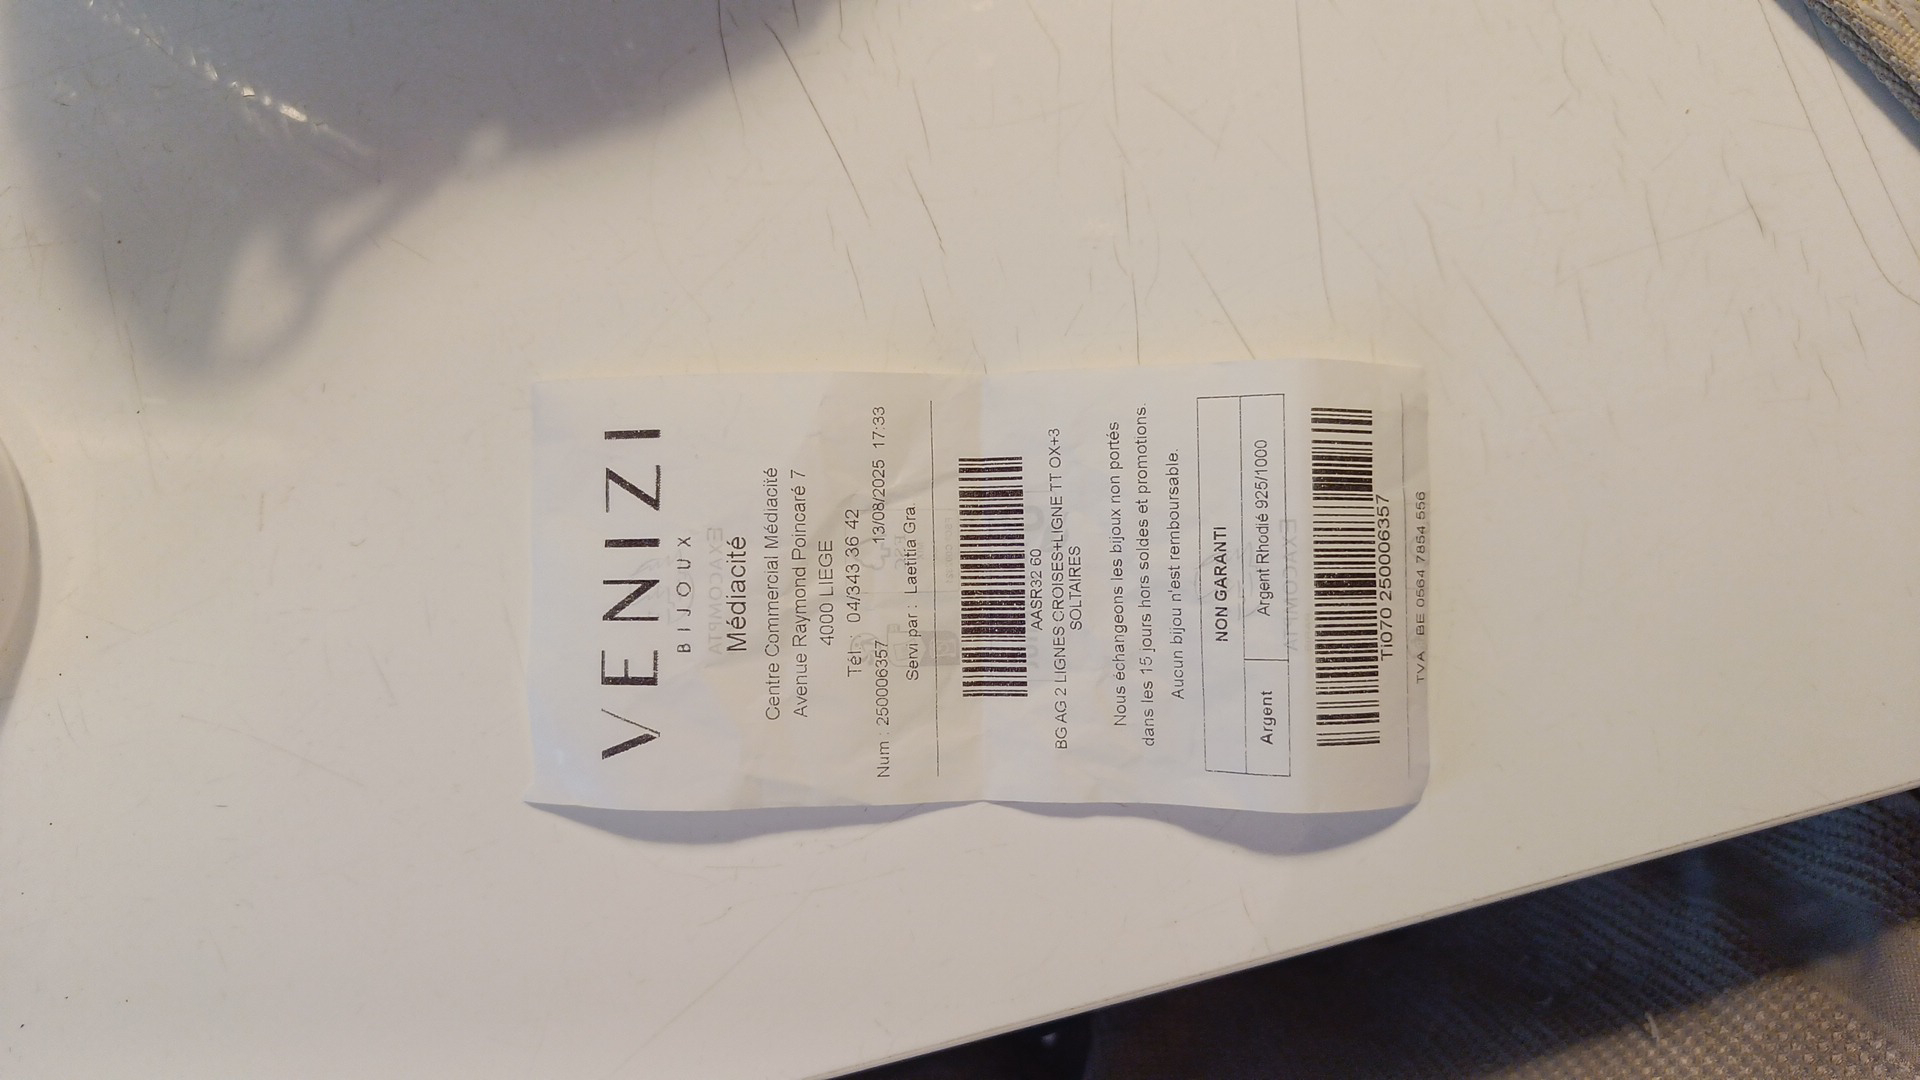 VENIZI
BIJOUX
Médiacité
Centre Commercial Médiacité
Avenue Raymond Poincaré 7
4000 LIEGE
Tél : 04/343 36 42
Num : 250006357 13/08/2025 17:33
Servi par : Laetitia Gra.
AASR32 60
BG AG 2 LIGNES CROISES+LIGNE TT OX+3
SOLTAIRES
Nous échangeons les bijoux non portés
dans les 15 jours hors soldes et promotions.
Aucun bijou n'est remboursable.
NON GARANTI
Argent Argent Rhodié 925/1000
TI070 250006357
TVA BE 0564 7854 556